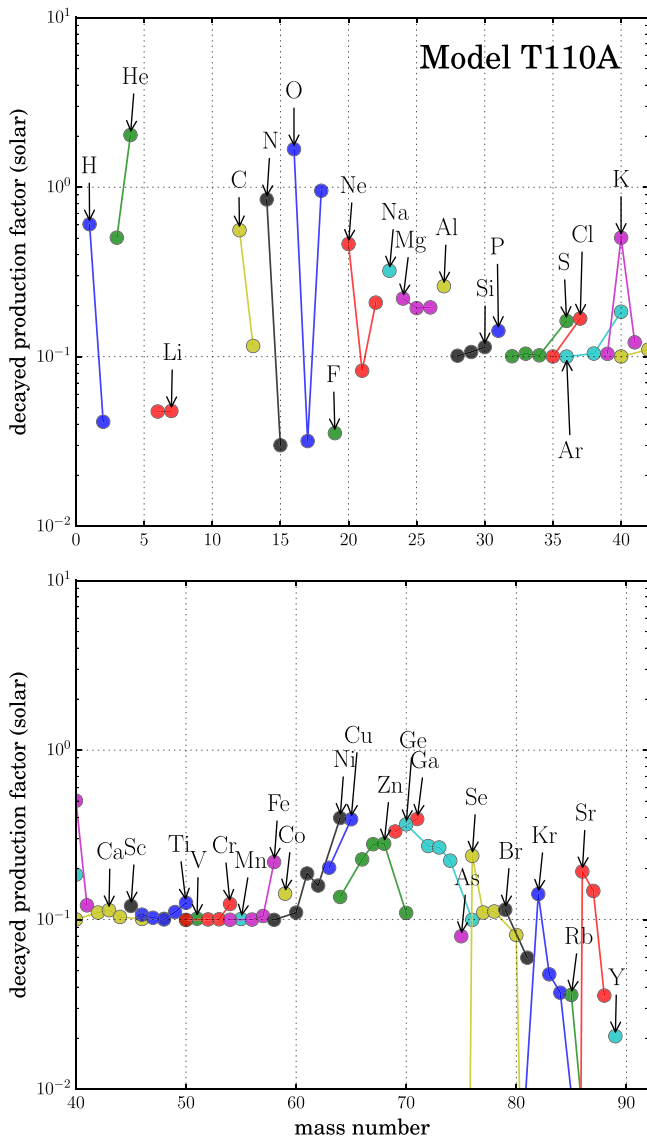 Model T110A
decayed production factor (solar)
10^1
10^0
10^-1
10^-2
H
He
Li
C
N
O
F
Ne
Na
Mg
Al
Si
P
S
Cl
Ar
K
0 5 10 15 20 25 30 35 40
decayed production factor (solar)
10^1
10^0
10^-1
10^-2
Ca
Sc
Ti
V
Cr
Mn
Fe
Co
Ni
Cu
Zn
Ge
Ga
As
Se
Br
Kr
Rb
Sr
Y
40 50 60 70 80 90
mass number